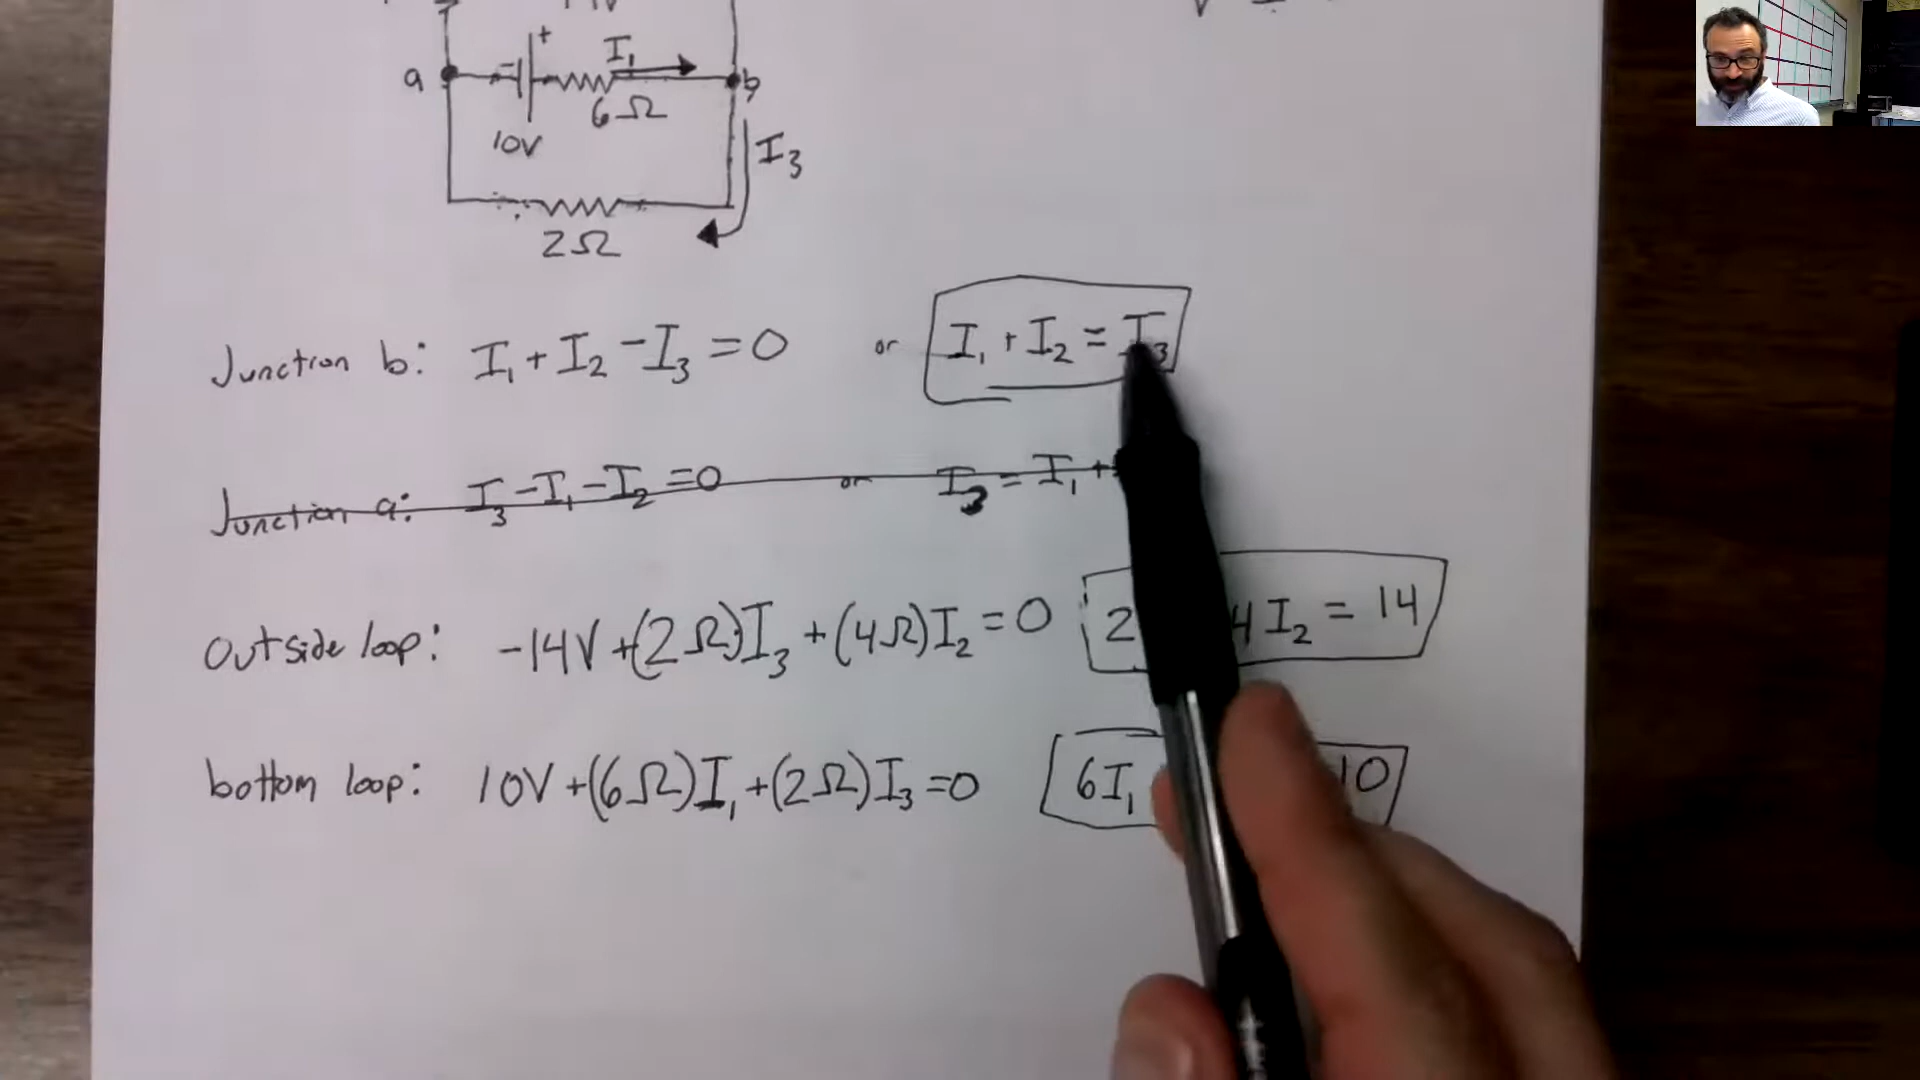 I₁
a
b
6Ω
10V
I₃
2Ω
Junction b: I₁ + I₂ - I₃ = 0 or I₁ + I₂ = I₃
Junction a: I₃ - I₁ - I₂ = 0 or I₃ = I₁ +
Outside loop: -14V + (2Ω)I₃ + (4Ω)I₂ = 0 2 4I₂ = 14
bottom loop: 10V + (6Ω)I₁ + (2Ω)I₃ = 0 6I₁ 10